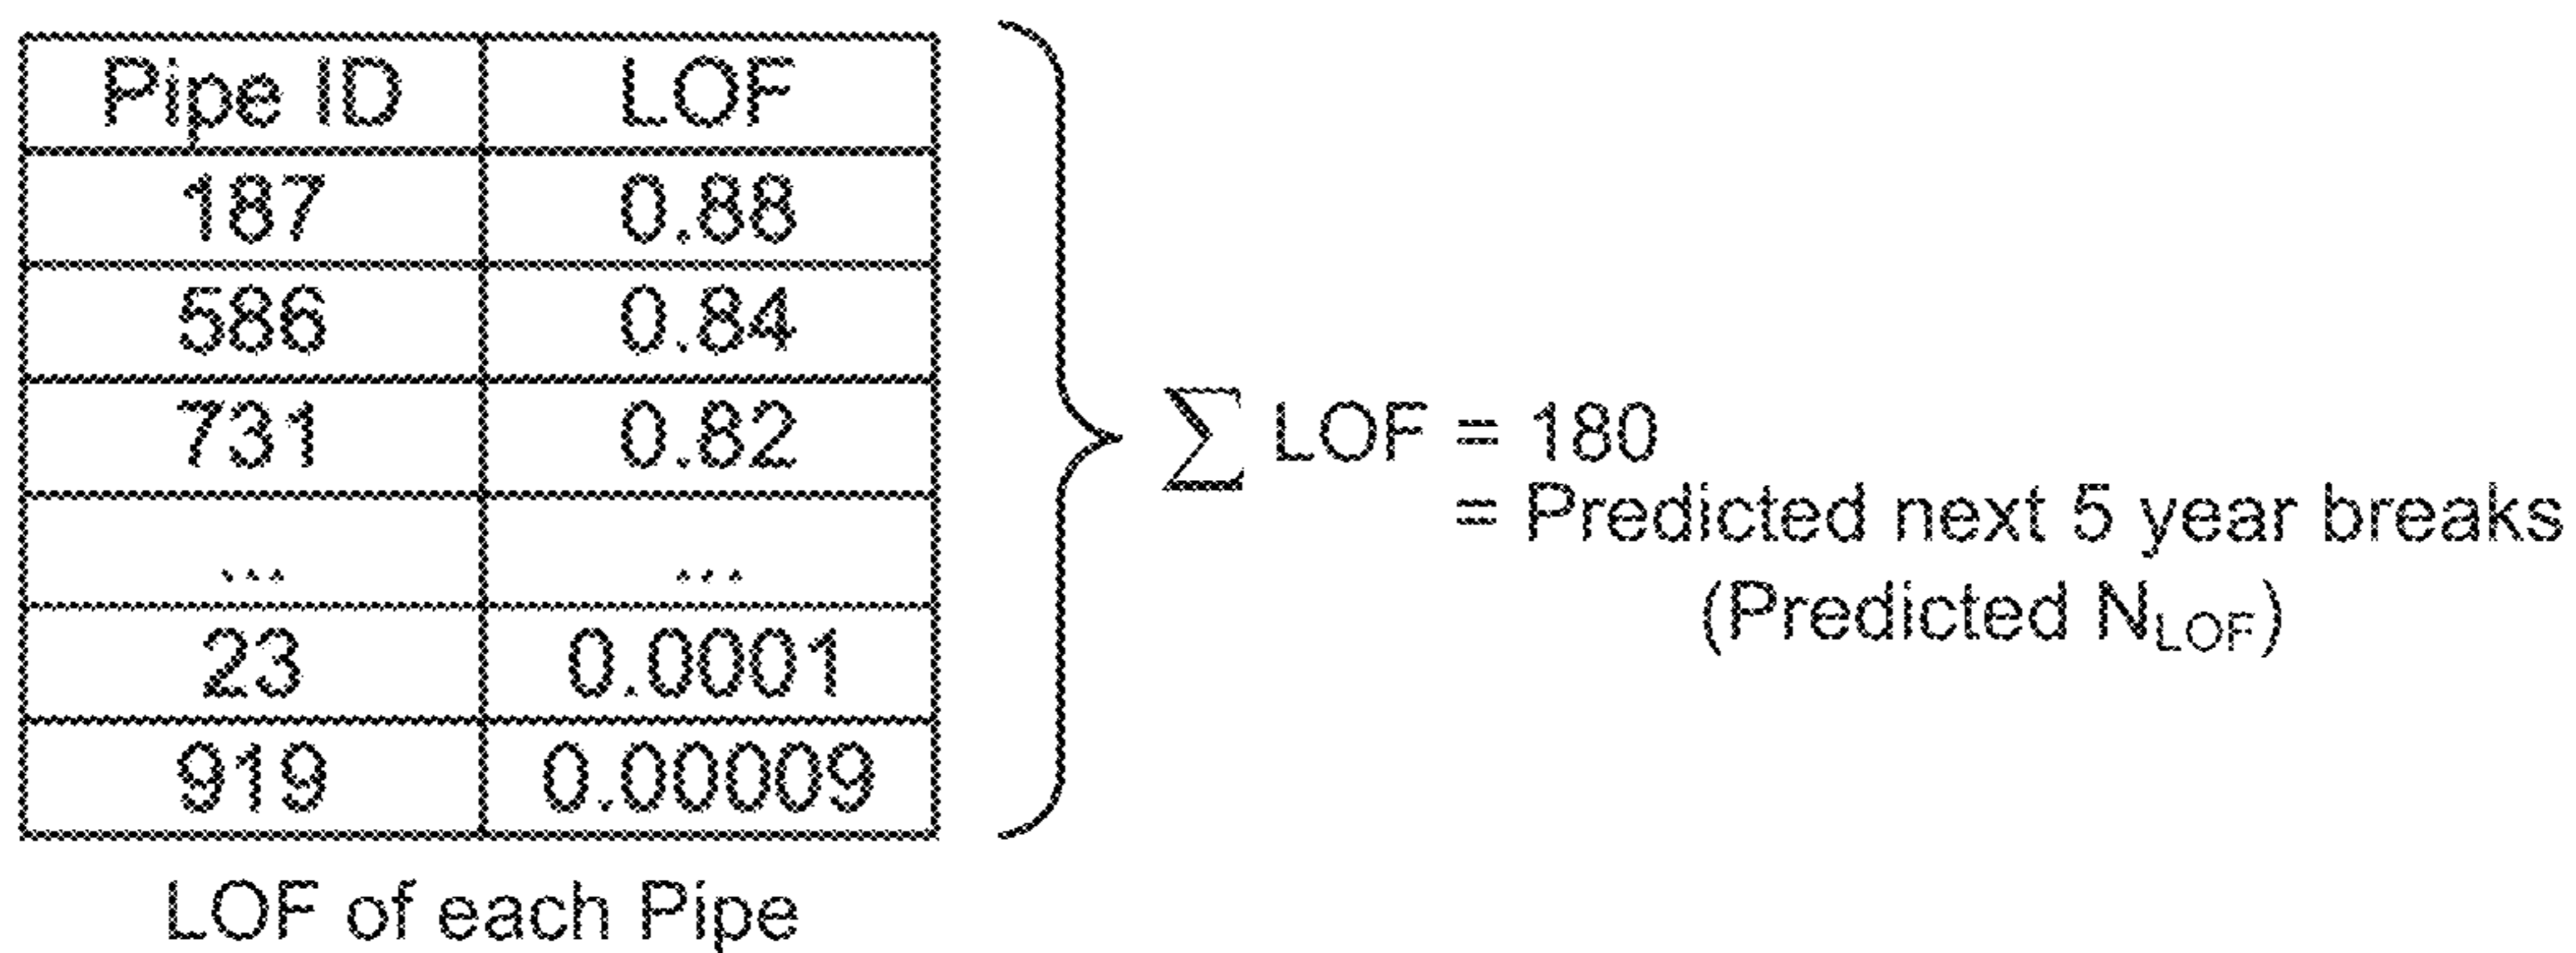 Pipe ID LOF
187 0.88
586 0.84
731 0.82
... ...
23 0.0001
919 0.00009
LOF of each Pipe
∑ LOF = 180
= Predicted next 5 year breaks
(Predicted N_LOF)